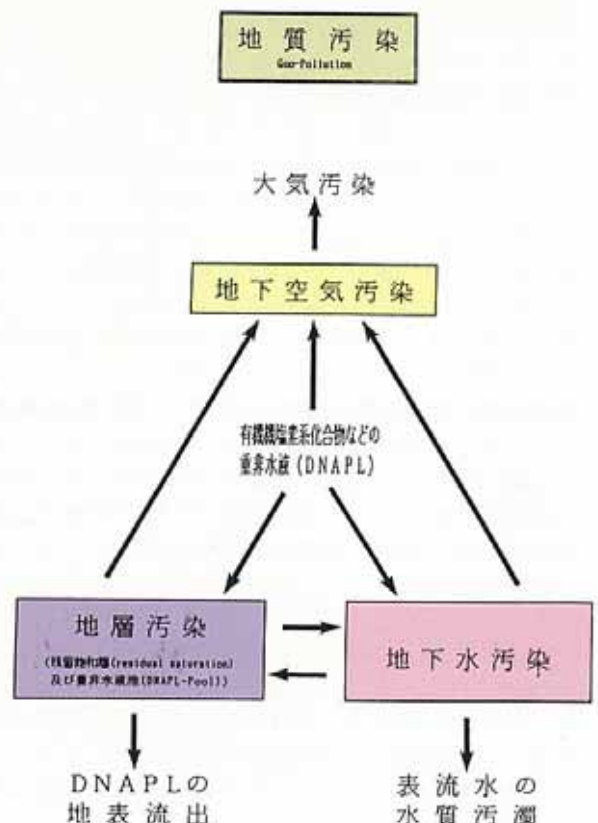 地質汚染
Geo-Pollution
大気汚染
地下空気汚染
有機機塩素系化合物などの
重非水液(DNAPL)
地層汚染
(残留飽和層(residual saturation)
及び重非水液池(DNAPL-Pool))
地下水汚染
DNAPLの
地表流出
表流水の
水質汚濁